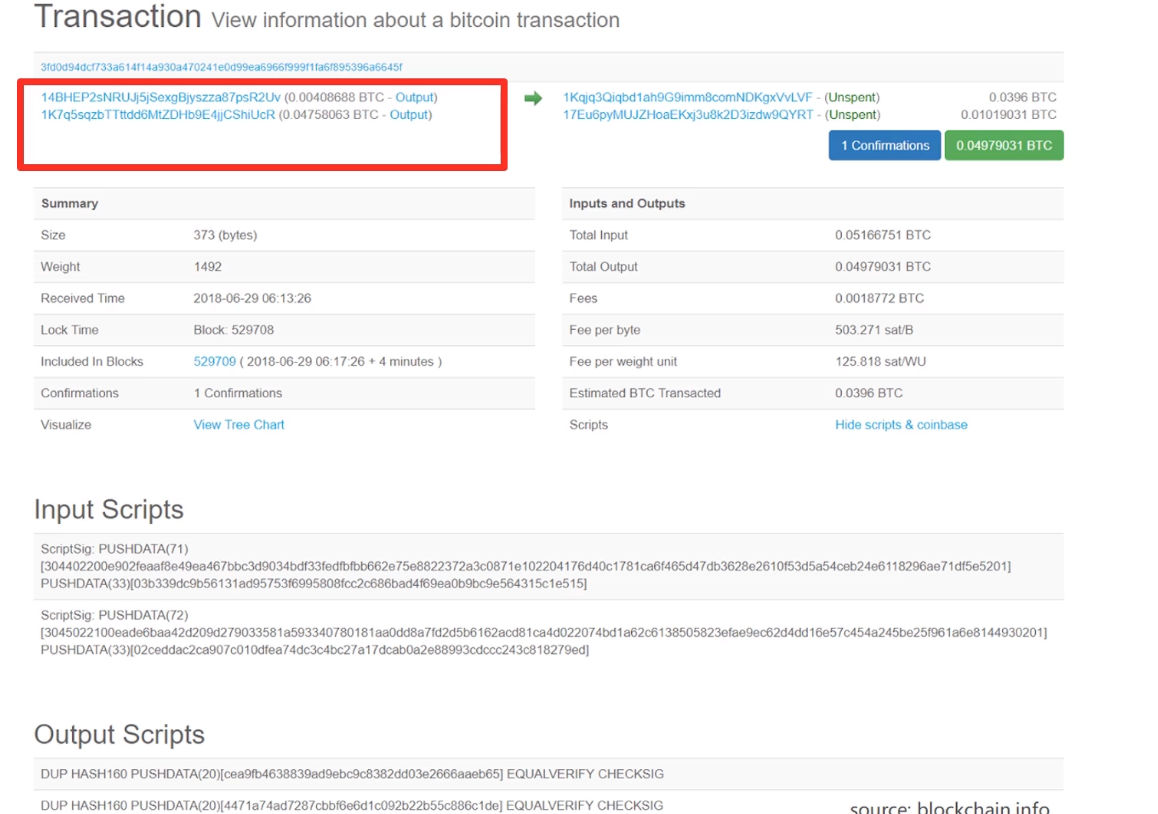 Transaction View information about a bitcoin transaction
3fd0d94dcf733a614f14a930a470241e0d99ea6966f999f1fa6f895396a6645f
14BHEP2sNRUJj5jSexgBjyszza87psR2Uv (0.00408688 BTC - Output)
1K7q5sqzbTTttdd6MtZDHb9E4jjCShiUcR (0.04758063 BTC - Output)
1Kqjq3Qiqbd1ah9G9imm8comNDKgxVvLVF - (Unspent) 0.0396 BTC
17Eu6pyMUJZHoaEKxj3u8k2D3izdw9QYRT - (Unspent) 0.01019031 BTC
1 Confirmations 0.04979031 BTC
Summary
Size 373 (bytes)
Weight 1492
Received Time 2018-06-29 06:13:26
Lock Time Block: 529708
Included In Blocks 529709 ( 2018-06-29 06:17:26 + 4 minutes )
Confirmations 1 Confirmations
Visualize View Tree Chart
Inputs and Outputs
Total Input 0.05166751 BTC
Total Output 0.04979031 BTC
Fees 0.0018772 BTC
Fee per byte 503.271 sat/B
Fee per weight unit 125.818 sat/WU
Estimated BTC Transacted 0.0396 BTC
Scripts Hide scripts & coinbase
Input Scripts
ScriptSig: PUSHDATA(71)
[304402200e902feaaf8e49ea467bbc3d9034bdf33fedfbfbb662e75e8822372a3c0871e102204176d40c1781ca6f465d47db3628e2610f53d5a54ceb24e6118296ae71df5e5201]
PUSHDATA(33)[03b339dc9b56131ad95753f6995808fcc2c686bad4f69ea0b9bc9e564315c1e515]
ScriptSig: PUSHDATA(72)
[3045022100eade6baa42d209d279033581a593340780181aa0dd8a7fd2d5b6162acd81ca4d022074bd1a62c6138505823efae9ec62d4dd16e57c454a245be25f961a6e8144930201]
PUSHDATA(33)[02ceddac2ca907c010dfea74dc3c4bc27a17dcab0a2e88993cdccc243c818279ed]
Output Scripts
DUP HASH160 PUSHDATA(20)[cea9fb4638839ad9ebc9c8382dd03e2666aaeb65] EQUALVERIFY CHECKSIG
DUP HASH160 PUSHDATA(20)[4471a74ad7287cbbf6e6d1c092b22b55c886c1de] EQUALVERIFY CHECKSIG
source: blockchain.info